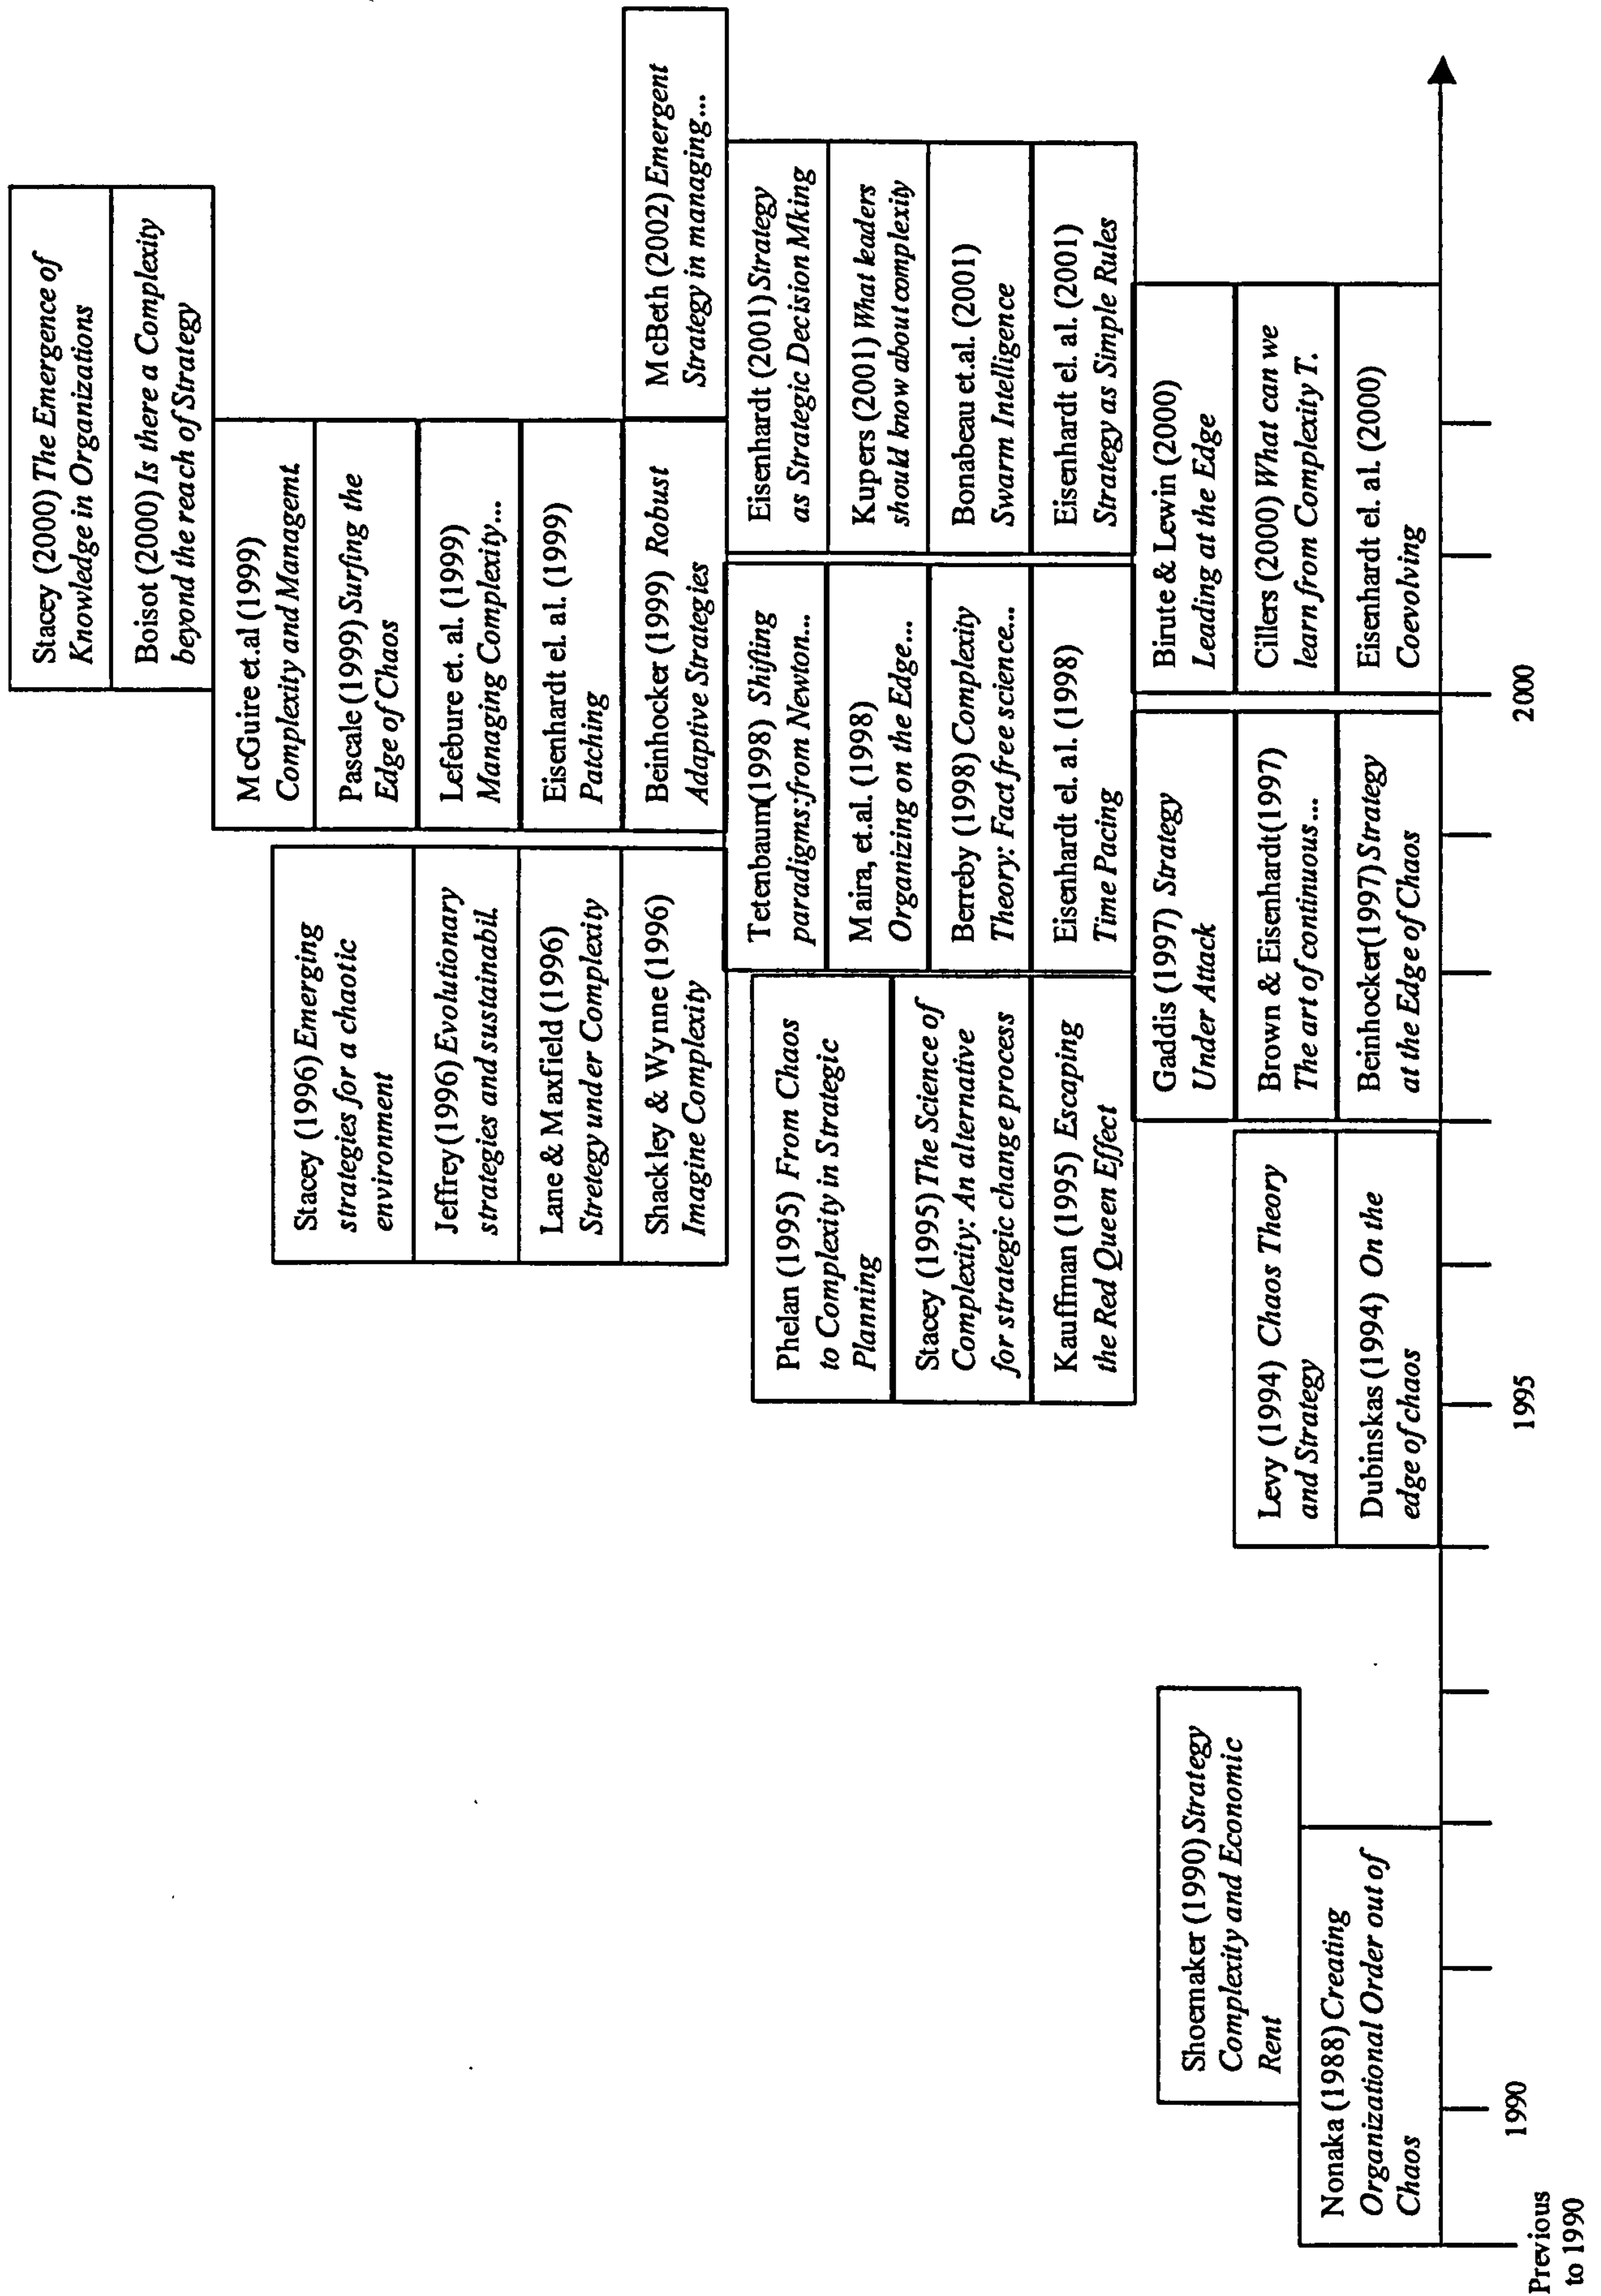 Stacey (2000) The Emergence of
Knowledge in Organizations
Boisot (2000) Is there a Complexity
beyond the reach of Strategy
McGuire et.al (1999)
Complexity and Managemt.
Pascale (1999) Surfing the
Edge of Chaos
Lefebure et. al. (1999)
Managing Complexity...
Eisenhardt el. al. (1999)
Patching
Beinhocker (1999) Robust
Adaptive Strategies
McBeth (2002) Emergent
Strategy in managing...
Stacey (1996) Emerging
strategies for a chaotic
environment
Jeffrey (1996) Evolutionary
strategies and sustainabil.
Lane & Maxfield (1996)
Stretegy under Complexity
Shackley & Wynne (1996)
Imagine Complexity
Tetenbaum(1998) Shifting
paradigms:from Newton...
Maira, et.al. (1998)
Organizing on the Edge...
Berreby (1998) Complexity
Theory: Fact free science...
Eisenhardt el. al. (1998)
Time Pacing
Eisenhardt (2001) Strategy
as Strategic Decision Mking
Kupers (2001) What leaders
should know about complexity
Bonabeau et.al. (2001)
Swarm Intelligence
Eisenhardt el. al. (2001)
Strategy as Simple Rules
Phelan (1995) From Chaos
to Complexity in Strategic
Planning
Stacey (1995) The Science of
Complexity: An alternative
for strategic change process
Kauffman (1995) Escaping
the Red Queen Effect
Gaddis (1997) Strategy
Under Attack
Brown & Eisenhardt(1997)
The art of continuous...
Beinhocker(1997) Strategy
at the Edge of Chaos
Birute & Lewin (2000)
Leading at the Edge
Cillers (2000) What can we
learn from Complexity T.
Eisenhardt el. al. (2000)
Coevolving
Levy (1994) Chaos Theory
and Strategy
Dubinskas (1994) On the
edge of chaos
Shoemaker (1990) Strategy
Complexity and Economic
Rent
Nonaka (1988) Creating
Organizational Order out of
Chaos
Previous
to 1990
1990
1995
2000